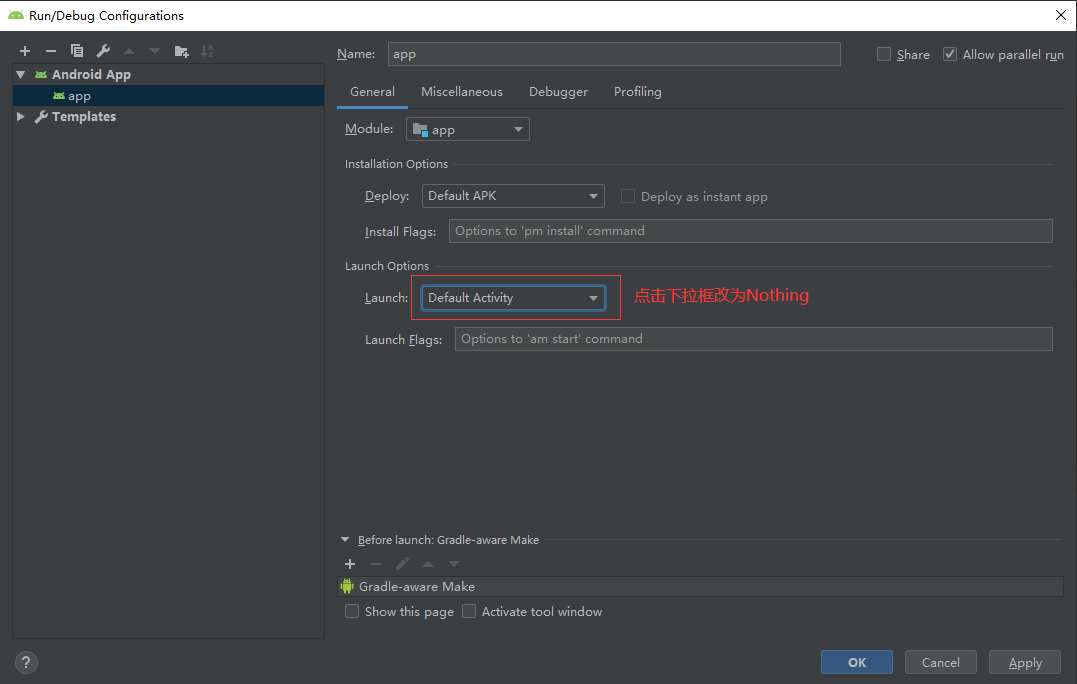 Run/Debug Configurations
Android App
app
Templates
Name: app
Share
Allow parallel run
General Miscellaneous Debugger Profiling
Module: app
Installation Options
Deploy: Default APK
Deploy as instant app
Install Flags: Options to 'pm install' command
Launch Options
Launch: Default Activity
点击下拉框改为Nothing
Launch Flags: Options to 'am start' command
Before launch: Gradle-aware Make
Gradle-aware Make
Show this page Activate tool window
? OK Cancel Apply